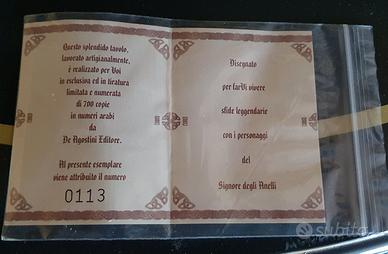 Questo splendido tavolo,
lavorato artigianalmente,
è realizzato per Voi
in esclusiva ed in tiratura
limitata e numerata
di 700 copie
in numeri arabi
da
De Agostini Editore.
Al presente esemplare
viene attribuito il numero
0113
Disegnato
per farVi vivere
sfide leggendarie
con i personaggi
del
Signore degli Anelli
subito